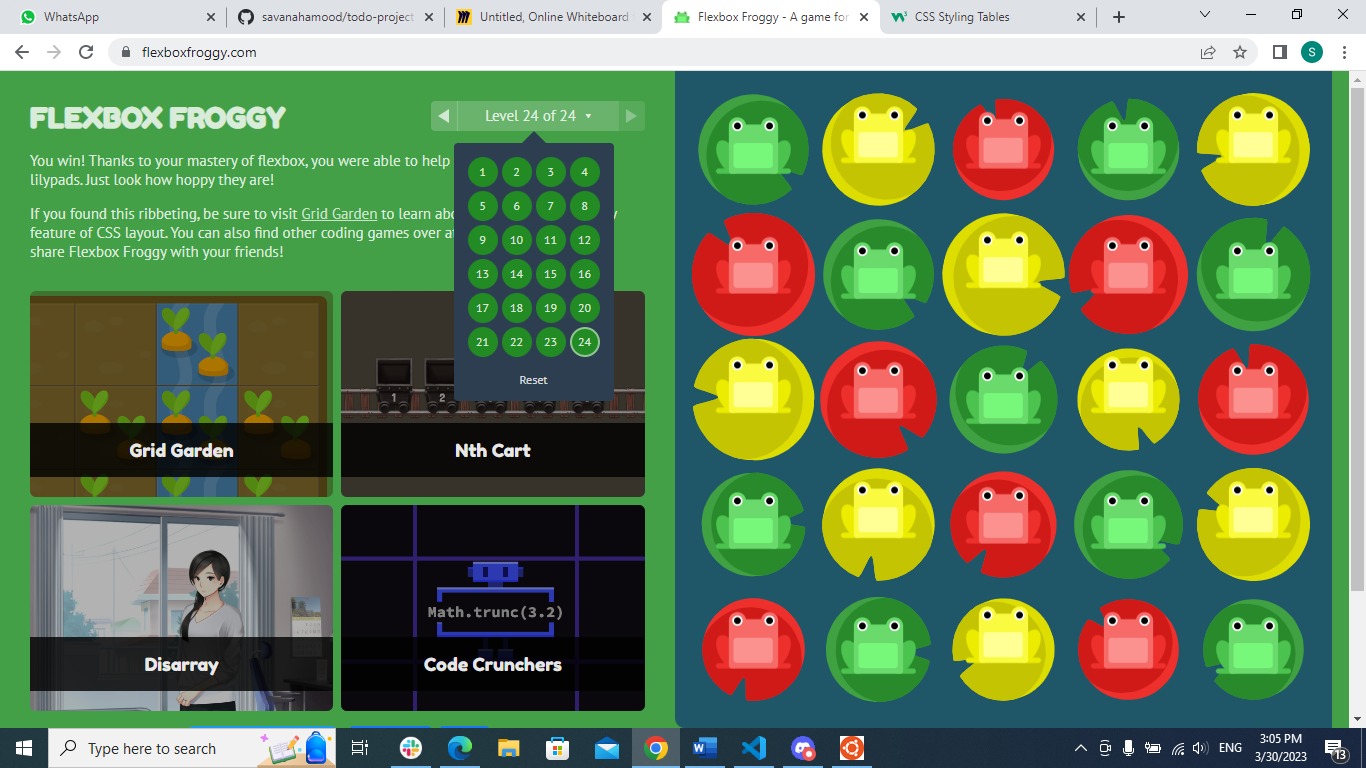 WhatsApp
savanahamood/todo-project
Untitled, Online Whiteboard
Flexbox Froggy - A game for
CSS Styling Tables
flexboxfroggy.com
S
FLEXBOX FROGGY
Level 24 of 24
You win! Thanks to your mastery of flexbox, you were able to help
lilypads. Just look how hoppy they are!
If you found this ribbeting, be sure to visit Grid Garden to learn
feature of CSS layout. You can also find other coding games over
share Flexbox Froggy with your friends!
1 2 3 4
5 6 7 8
9 10 11 12
13 14 15 16
17 18 19 20
21 22 23 24
Reset
1 2
Grid Garden
Nth Cart
Math.trunc(3.2)
Disarray
Code Crunchers
Type here to search
ENG
3:05 PM
3/30/2023
13